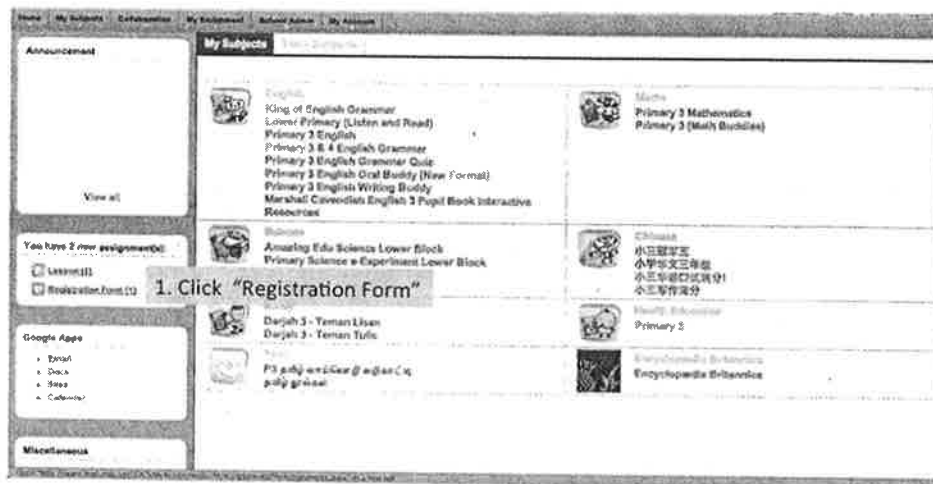 Home My Subjects Collaboration My Enrichment School Admin My Account
Announcement
View all
You have 2 new assignment(s)
Lesson (1)
Registration Form (1)
1. Click “Registration Form”
Google Apps
Email
Docs
Sites
Calendar
Miscellaneous
My Subjects
English
King of English Grammar
Lower Primary (Listen and Read)
Primary 3 English
Primary 3 & 4 English Grammar
Primary 3 English Grammar Quiz
Primary 3 English Oral Buddy (New Format)
Primary 3 English Writing Buddy
Marshall Cavendish English 3 Pupil Book Interactive
Resources
Maths
Primary 3 Mathematics
Primary 3 (Math Buddies)
Science
Amazing Edu Science Lower Block
Primary Science e-Experiment Lower Block
Chinese
小学华文三年级
Darjah 3 - Teman Lisan
Darjah 3 - Teman Tulis
Health Education
Primary 3
Encyclopaedia Britannica
Encyclopaedia Britannica